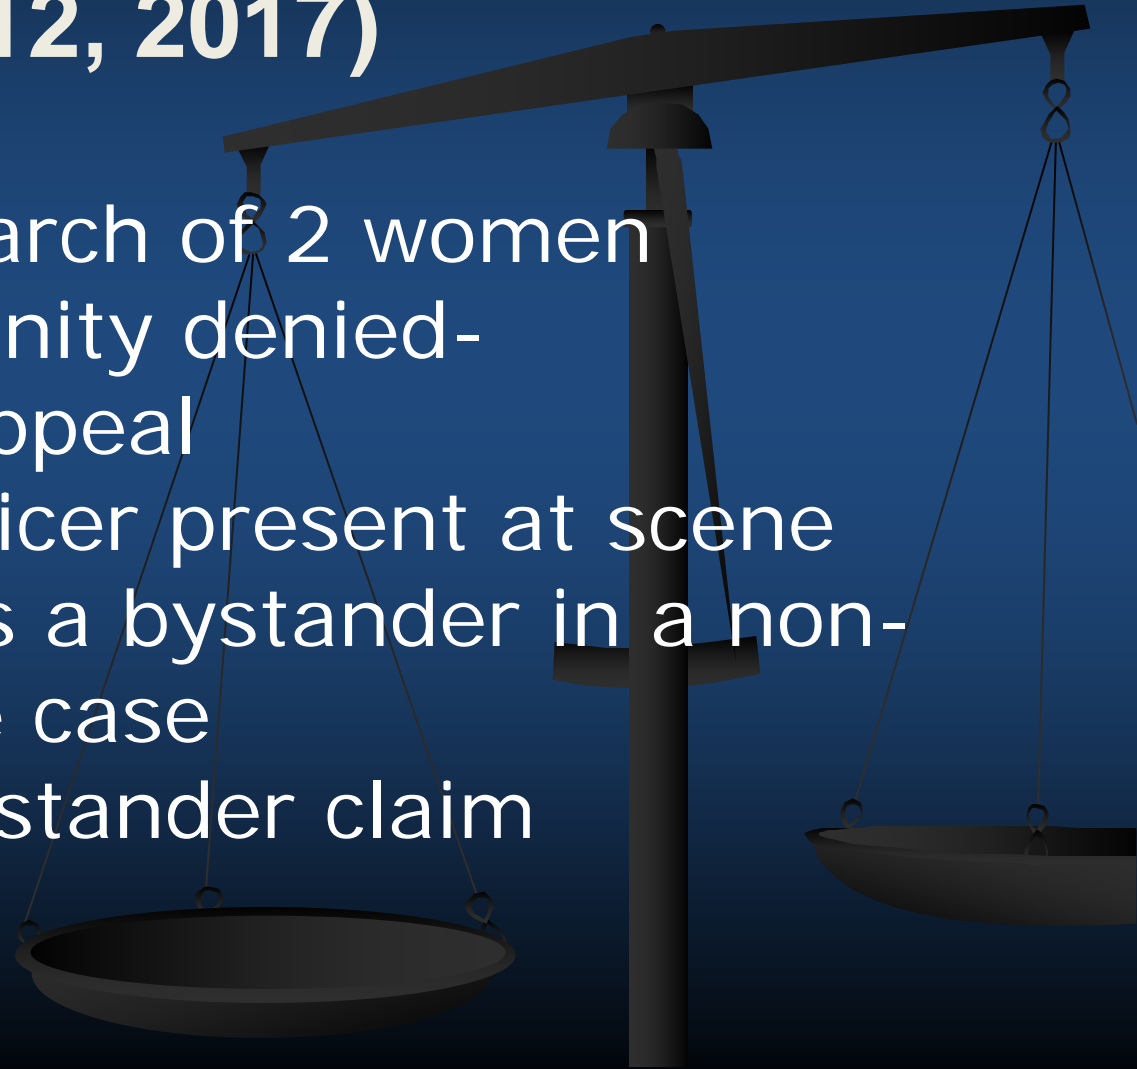 12, 2017)
arch of 2 women
nity denied-
ppeal
icer present at scene
s a bystander in a non-
e case
stander claim